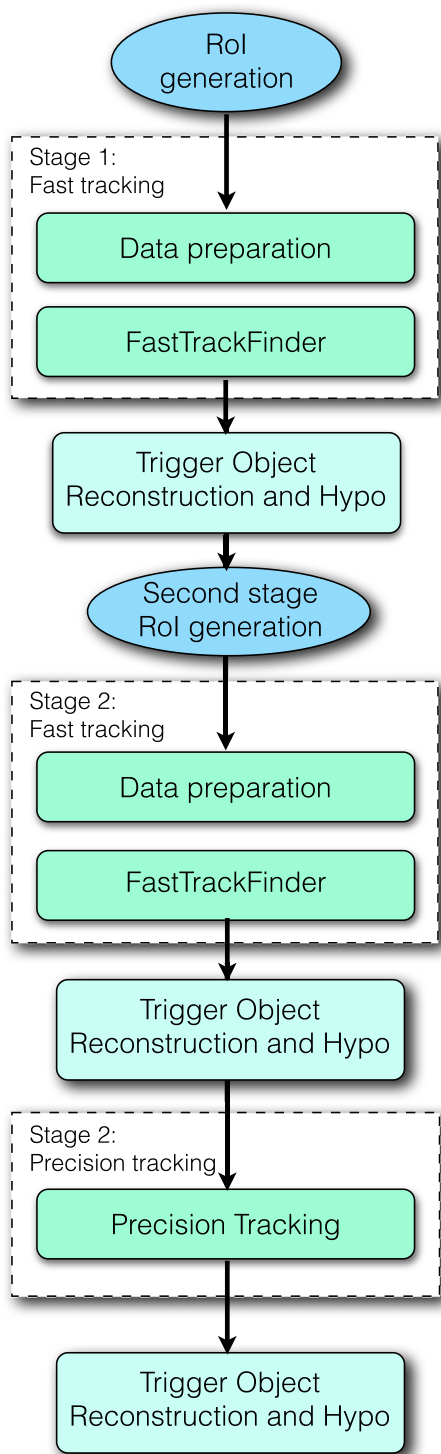 RoI
generation
Stage 1:
Fast tracking
Data preparation
FastTrackFinder
Trigger Object
Reconstruction and Hypo
Second stage
RoI generation
Stage 2:
Fast tracking
Data preparation
FastTrackFinder
Trigger Object
Reconstruction and Hypo
Stage 2:
Precision tracking
Precision Tracking
Trigger Object
Reconstruction and Hypo